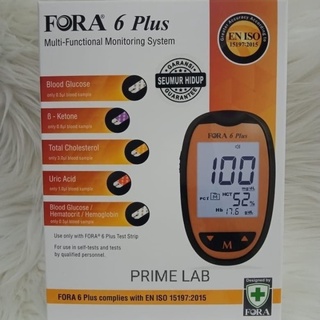 FORA 6 Plus
Multi-Functional Monitoring System
EN ISO
15197:2015
GARANSI
SEUMUR HIDUP
GUARANTEE
Blood Glucose
β - Ketone
Total Cholesterol
Uric Acid
Blood Glucose /
Hematocrit / Hemoglobin
FORA 6 Plus
100
mg/dL
HCT
52%
Hb 17.6
M
Use only with FORA® 6 Plus Test Strip
For use in self-tests and tests
by qualified personnel.
PRIME LAB
FORA 6 Plus complies with EN ISO 15197:2015
Designed by
FORA